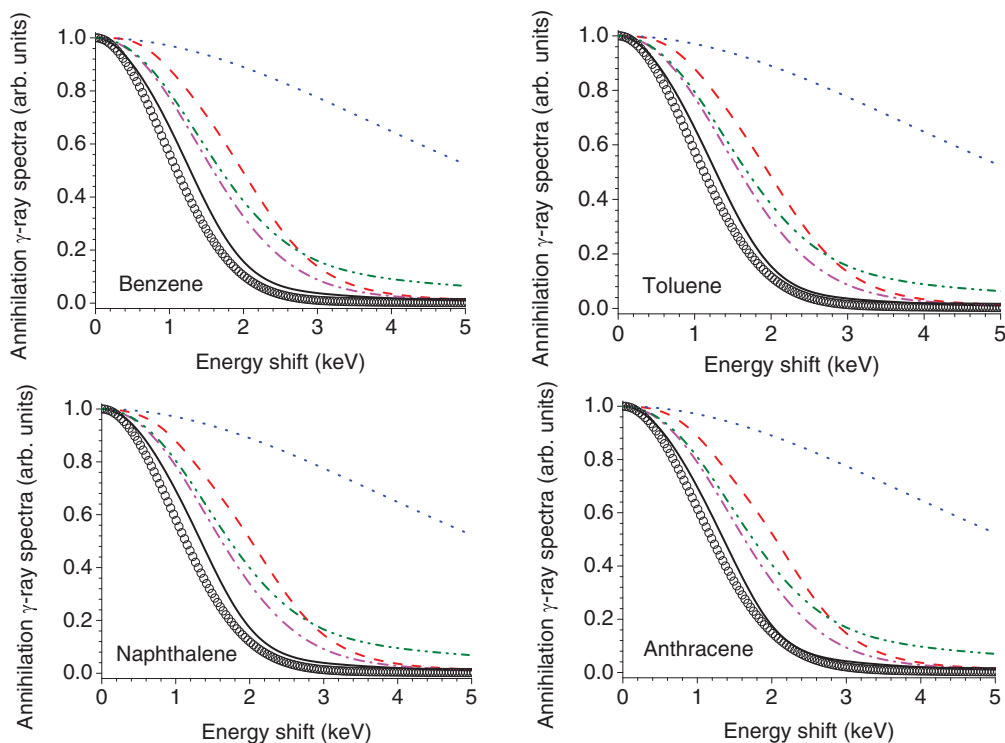 Annihilation γ-ray spectra (arb. units)
1.0
0.8
0.6
0.4
0.2
0.0
Benzene
0 1 2 3 4 5
Energy shift (keV)
Annihilation γ-ray spectra (arb. units)
1.0
0.8
0.6
0.4
0.2
0.0
Toluene
0 1 2 3 4 5
Energy shift (keV)
Annihilation γ-ray spectra (arb. units)
1.0
0.8
0.6
0.4
0.2
0.0
Naphthalene
0 1 2 3 4 5
Energy shift (keV)
Annihilation γ-ray spectra (arb. units)
1.0
0.8
0.6
0.4
0.2
0.0
Anthracene
0 1 2 3 4 5
Energy shift (keV)